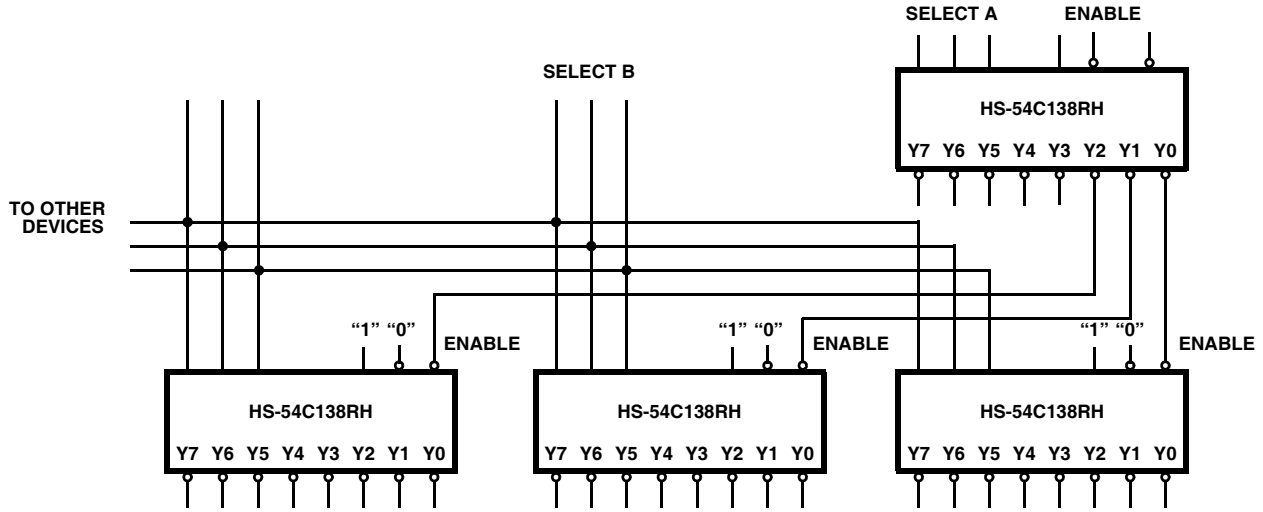 SELECT A ENABLE
SELECT B
HS-54C138RH
Y7 Y6 Y5 Y4 Y3 Y2 Y1 Y0
TO OTHER
DEVICES
“1” “0” “1” “0” “1” “0”
ENABLE ENABLE ENABLE
HS-54C138RH HS-54C138RH HS-54C138RH
Y7 Y6 Y5 Y4 Y3 Y2 Y1 Y0 Y7 Y6 Y5 Y4 Y3 Y2 Y1 Y0 Y7 Y6 Y5 Y4 Y3 Y2 Y1 Y0